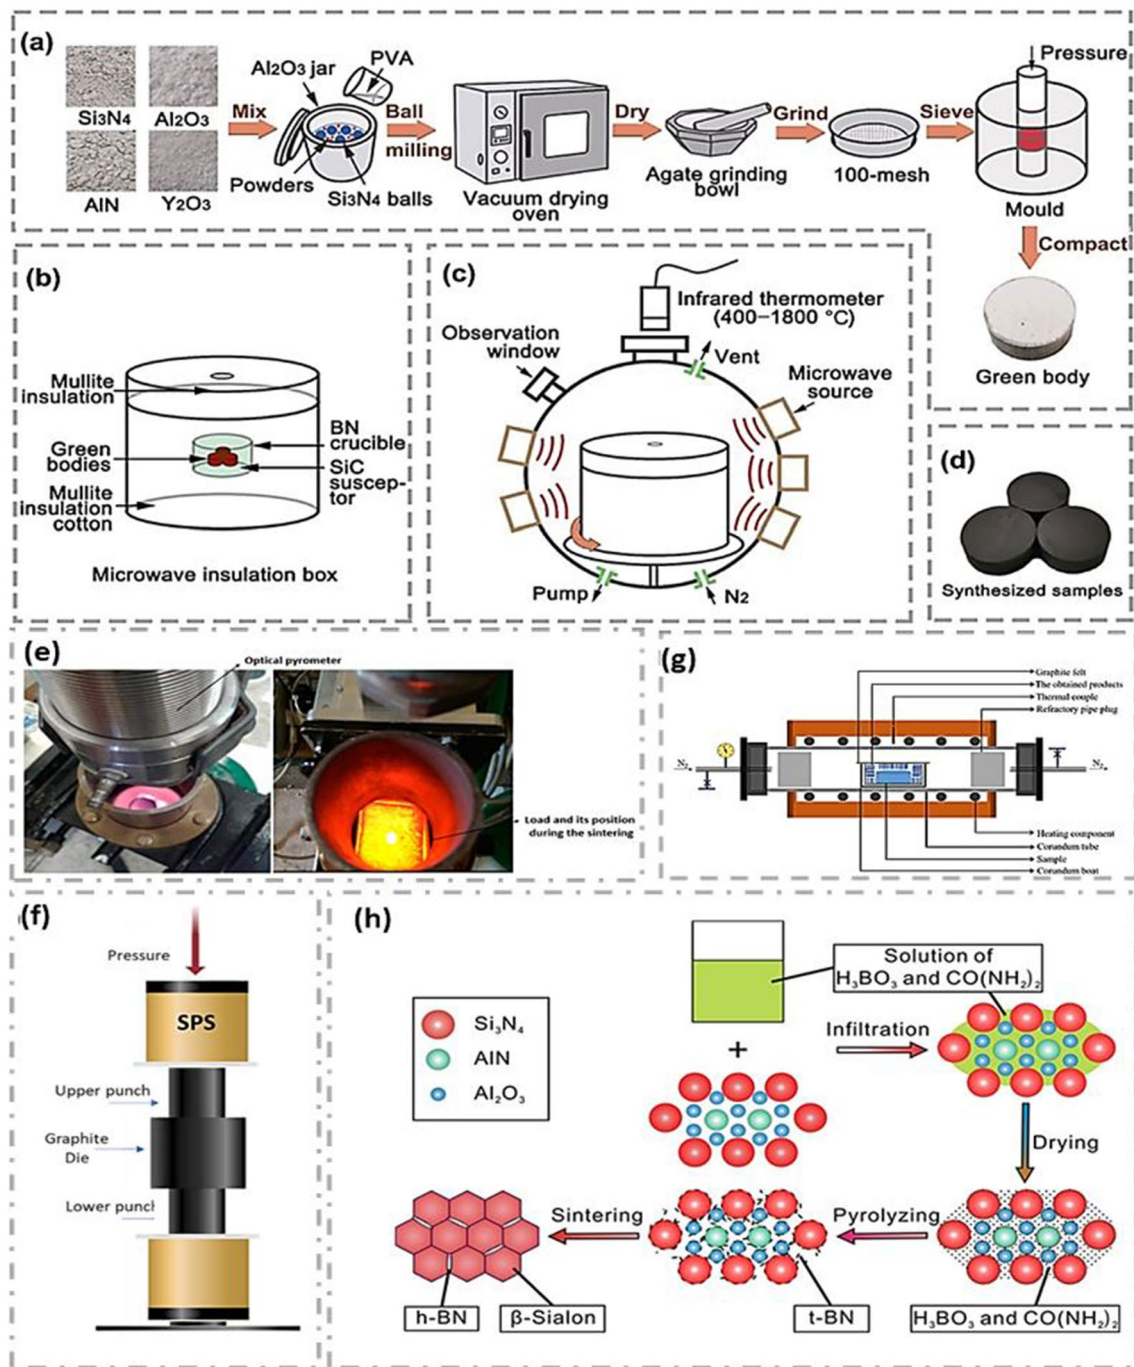 (a)
Si3N4
Al2O3
AlN
Y2O3
Mix
Al2O3 jar
PVA
Powders
Si3N4 balls
Ball
milling
Vacuum drying
oven
Dry
Agate grinding
bowl
Grind
100-mesh
Sieve
Pressure
Mould
Compact
Green body
(b)
Mullite
insulation
Green
bodies
Mullite
insulation
cotton
BN
crucible
SiC
suscep-
tor
Microwave insulation box
(c)
Infrared thermometer
(400–1800 °C)
Observation
window
Vent
Microwave
source
Pump
N2
(d)
Synthesized samples
(e)
Optical pyrometer
Load and its position
during the sintering
(g)
Graphite felt
The obtained products
Thermal couple
Refractory pipe plug
N₂
N₂
Heating component
Corundum tube
Sample
Corundum boat
(f)
Pressure
SPS
Upper punch
Graphite
Die
Lower punch
(h)
Si₃N₄
AlN
Al₂O₃
Solution of
H₃BO₃ and CO(NH₂)₂
+
Infiltration
Drying
Sintering
Pyrolyzing
h-BN
β-Sialon
t-BN
H₃BO₃ and CO(NH₂)₂